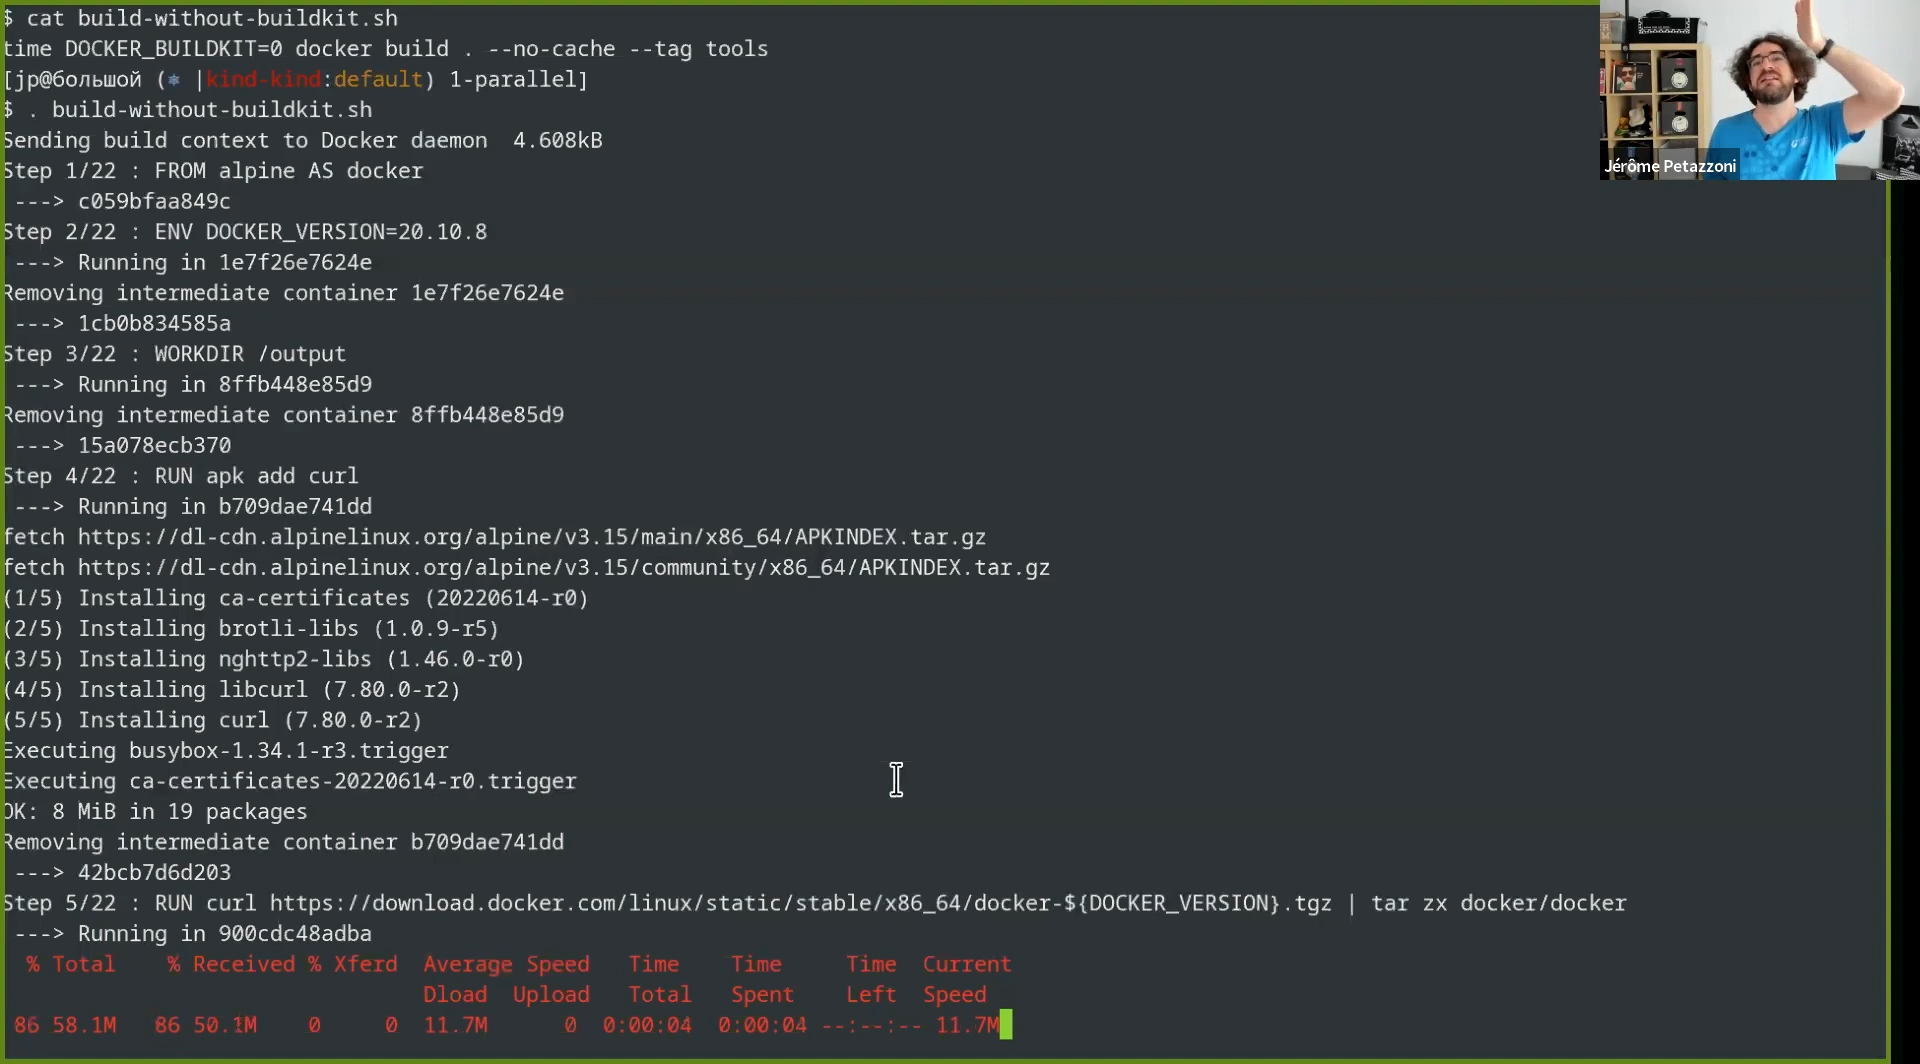 $ cat build-without-buildkit.sh
time DOCKER_BUILDKIT=0 docker build . --no-cache --tag tools
[jp@большой (⎈ |kind-kind:default) 1-parallel]
$ . build-without-buildkit.sh
Sending build context to Docker daemon  4.608kB
Step 1/22 : FROM alpine AS docker
 ---> c059bfaa849c
Step 2/22 : ENV DOCKER_VERSION=20.10.8
 ---> Running in 1e7f26e7624e
Removing intermediate container 1e7f26e7624e
 ---> 1cb0b834585a
Step 3/22 : WORKDIR /output
 ---> Running in 8ffb448e85d9
Removing intermediate container 8ffb448e85d9
 ---> 15a078ecb370
Step 4/22 : RUN apk add curl
 ---> Running in b709dae741dd
fetch https://dl-cdn.alpinelinux.org/alpine/v3.15/main/x86_64/APKINDEX.tar.gz
fetch https://dl-cdn.alpinelinux.org/alpine/v3.15/community/x86_64/APKINDEX.tar.gz
(1/5) Installing ca-certificates (20220614-r0)
(2/5) Installing brotli-libs (1.0.9-r5)
(3/5) Installing nghttp2-libs (1.46.0-r0)
(4/5) Installing libcurl (7.80.0-r2)
(5/5) Installing curl (7.80.0-r2)
Executing busybox-1.34.1-r3.trigger
Executing ca-certificates-20220614-r0.trigger
OK: 8 MiB in 19 packages
Removing intermediate container b709dae741dd
 ---> 42bcb7d6d203
Step 5/22 : RUN curl https://download.docker.com/linux/static/stable/x86_64/docker-${DOCKER_VERSION}.tgz | tar zx docker/docker
 ---> Running in 900cdc48adba
  % Total    % Received % Xferd  Average Speed   Time    Time     Time  Current
                                 Dload  Upload   Total   Spent    Left  Speed
 86 58.1M   86 50.1M    0     0  11.7M      0  0:00:04  0:00:04 --:--:-- 11.7M
Jérôme Petazzoni